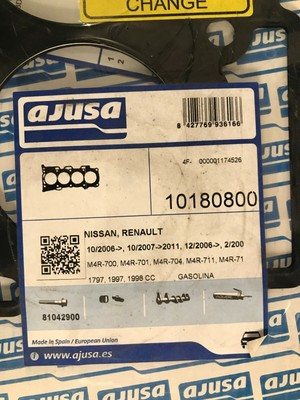 CHANGE
ajusa
8 427769 936166
4F- 000001174526
10180800
NISSAN, RENAULT
10/2006->, 10/2007->2011, 12/2006->, 2/200
M4R-700, M4R-701, M4R-704, M4R-711, M4R-71
1797, 1997, 1998 CC GASOLINA
81042900
Made in Spain / European Union
www.ajusa.es